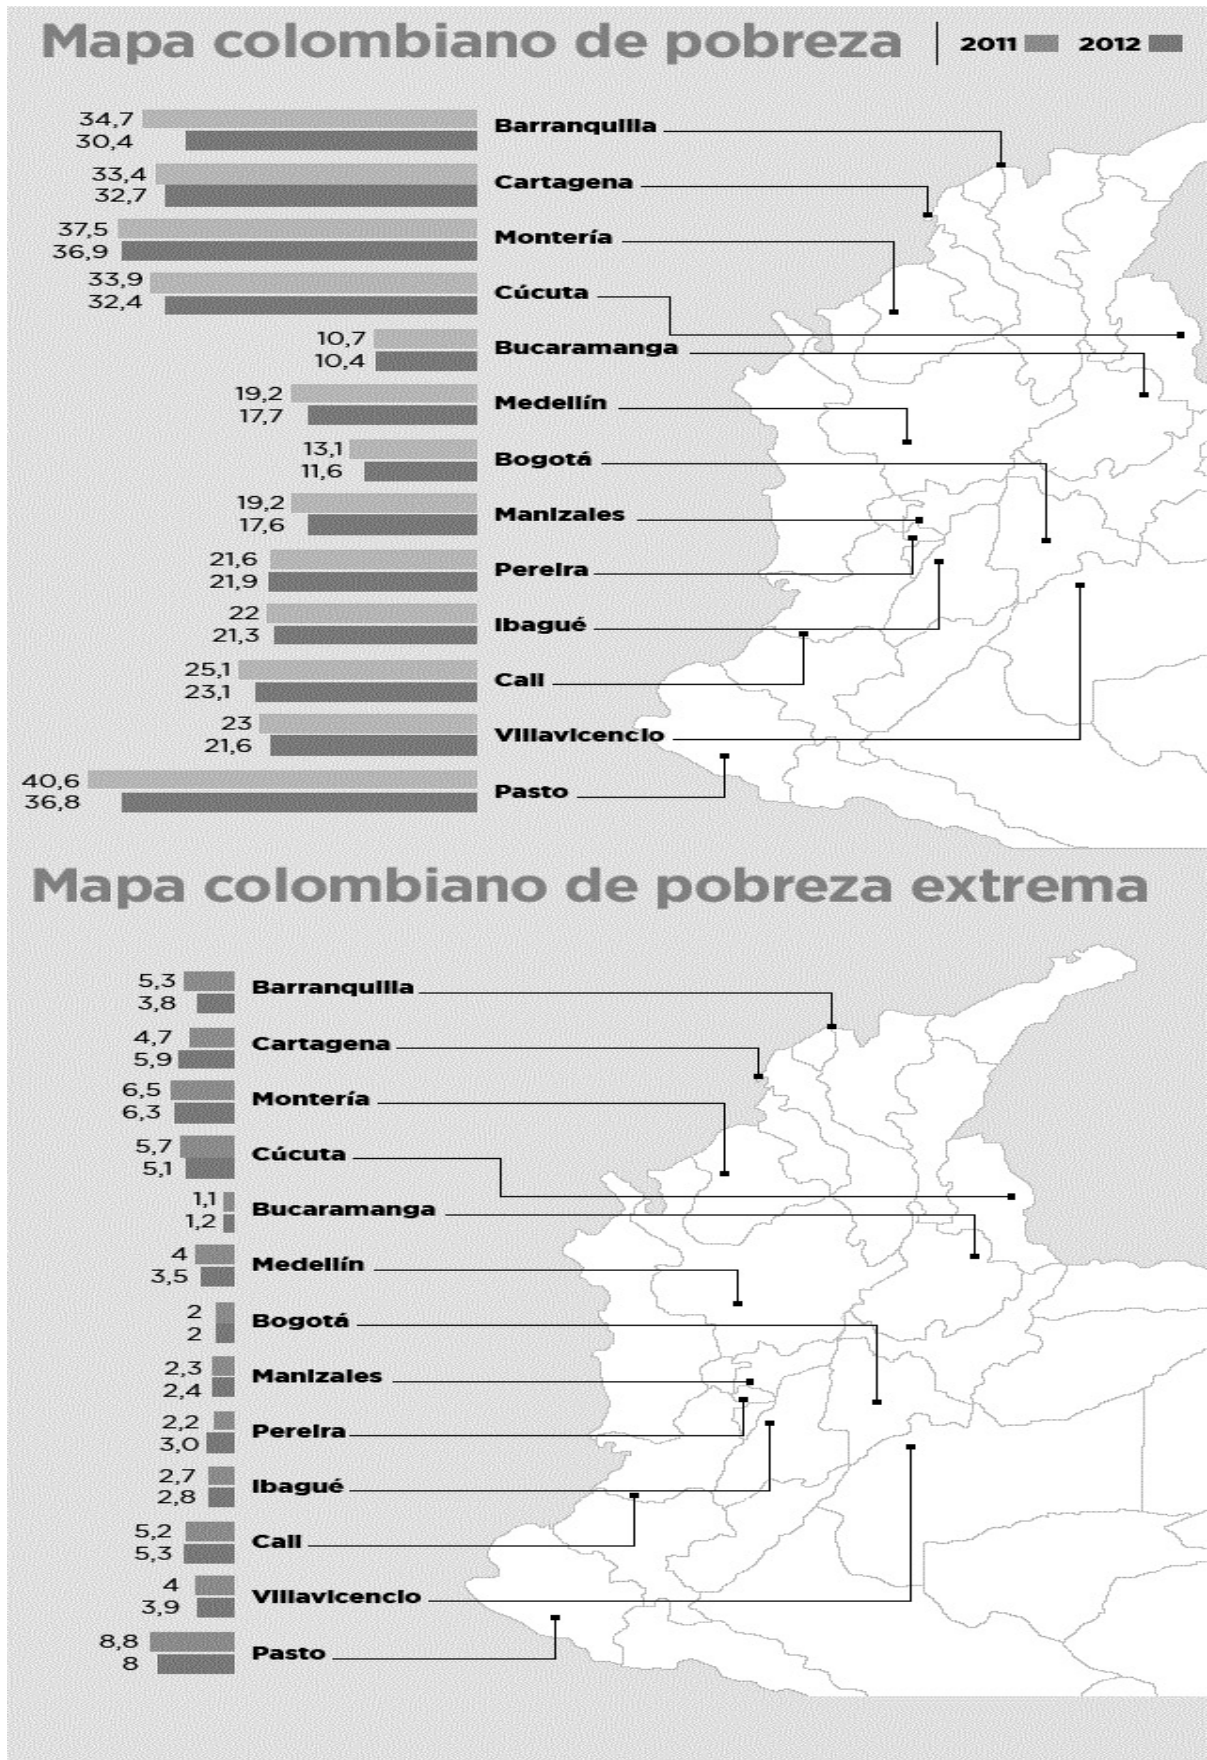 Mapa colombiano de pobreza | 2011 2012
34,7 Barranquilla
30,4
33,4 Cartagena
32,7
37,5 Montería
36,9
33,9 Cúcuta
32,4
10,7 Bucaramanga
10,4
19,2 Medellín
17,7
13,1 Bogotá
11,6
19,2 Manizales
17,6
21,6 Pereira
21,9
22 Ibagué
21,3
25,1 Cali
23,1
23 Villavicencio
21,6
40,6 Pasto
36,8
Mapa colombiano de pobreza extrema
5,3 Barranquilla
3,8
4,7 Cartagena
5,9
6,5 Montería
6,3
5,7 Cúcuta
5,1
1,1 Bucaramanga
1,2
4 Medellín
3,5
2 Bogotá
2
2,3 Manizales
2,4
2,2 Pereira
3,0
2,7 Ibagué
2,8
5,2 Cali
5,3
4 Villavicencio
3,9
8,8 Pasto
8